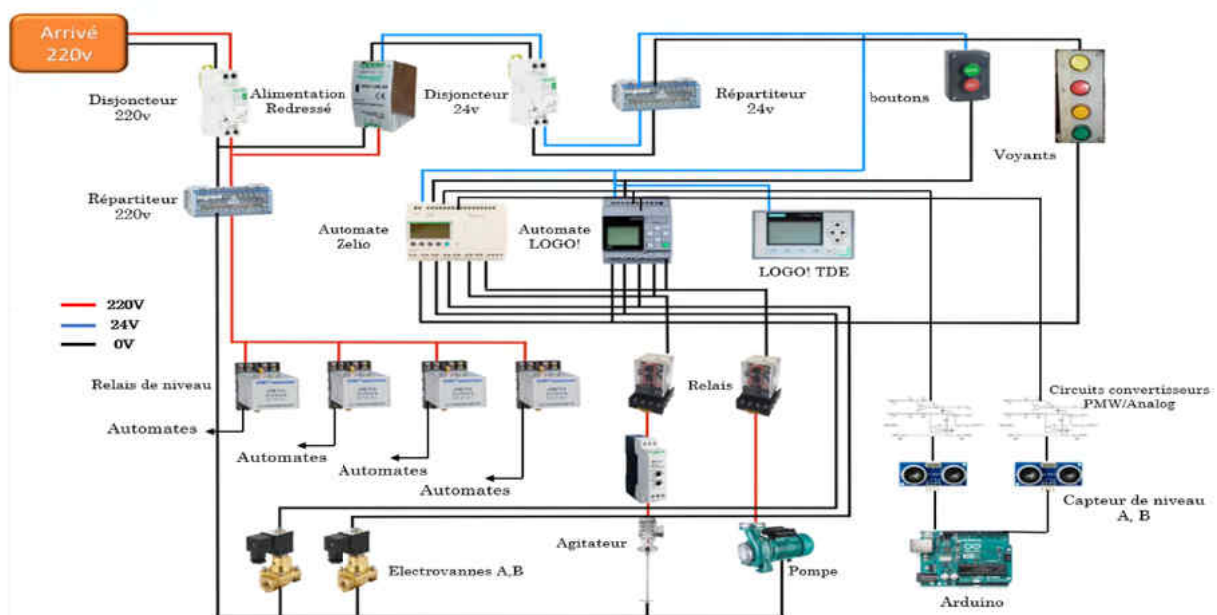 Arrivé
220v
Disjoncteur
220v
Alimentation
Redressé
Disjoncteur
24v
Répartiteur
24v
boutons
Voyants
Répartiteur
220v
Automate
Zelio
Automate
LOGO!
LOGO! TDE
220V
24V
0V
Relais de niveau
Relais
Circuits convertisseurs
PMW/Analog
Automates
Automates
Automates
Automates
Capteur de niveau
A, B
Agitateur
Electrovannes A,B
Pompe
Arduino